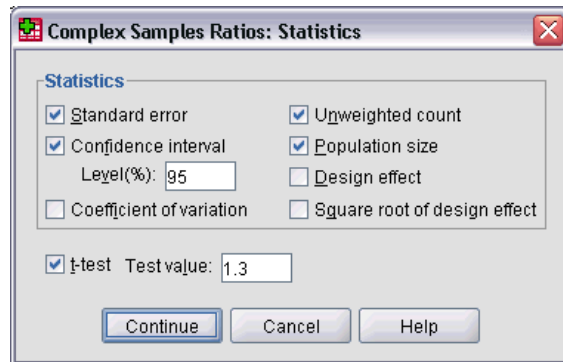 Complex Samples Ratios: Statistics
Statistics
Standard error
Unweighted count
Confidence interval
Population size
Level(%): 95
Design effect
Coefficient of variation
Square root of design effect
t-test Test value: 1.3
Continue
Cancel
Help